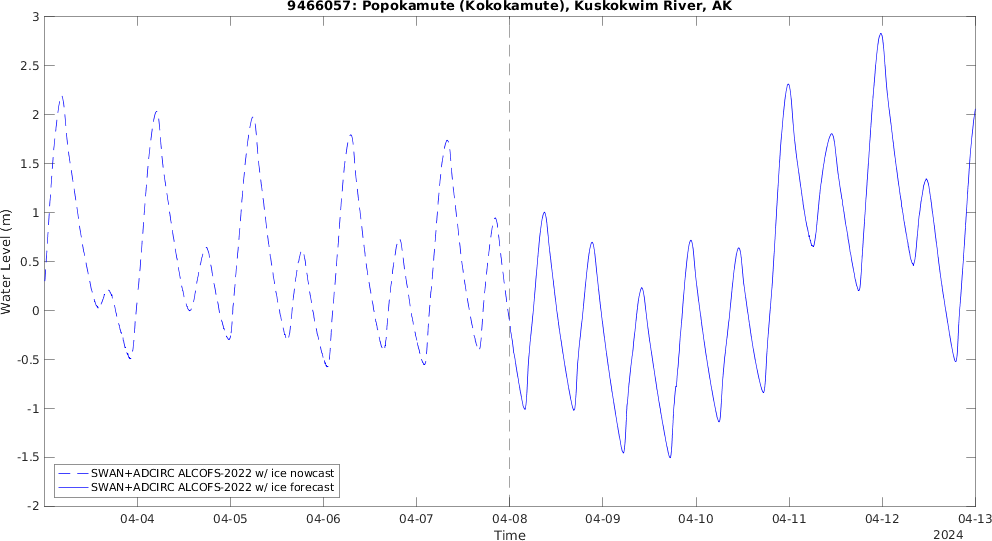 9466057: Popokamute (Kokokamute), Kuskokwim River, AK
3
2.5
2
1.5
1
0.5
0
-0.5
-1
-1.5
-2
Water Level (m)
SWAN+ADCIRC ALCOFS-2022 w/ ice nowcast
SWAN+ADCIRC ALCOFS-2022 w/ ice forecast
04-04 04-05 04-06 04-07 04-08 04-09 04-10 04-11 04-12 04-13
Time
2024